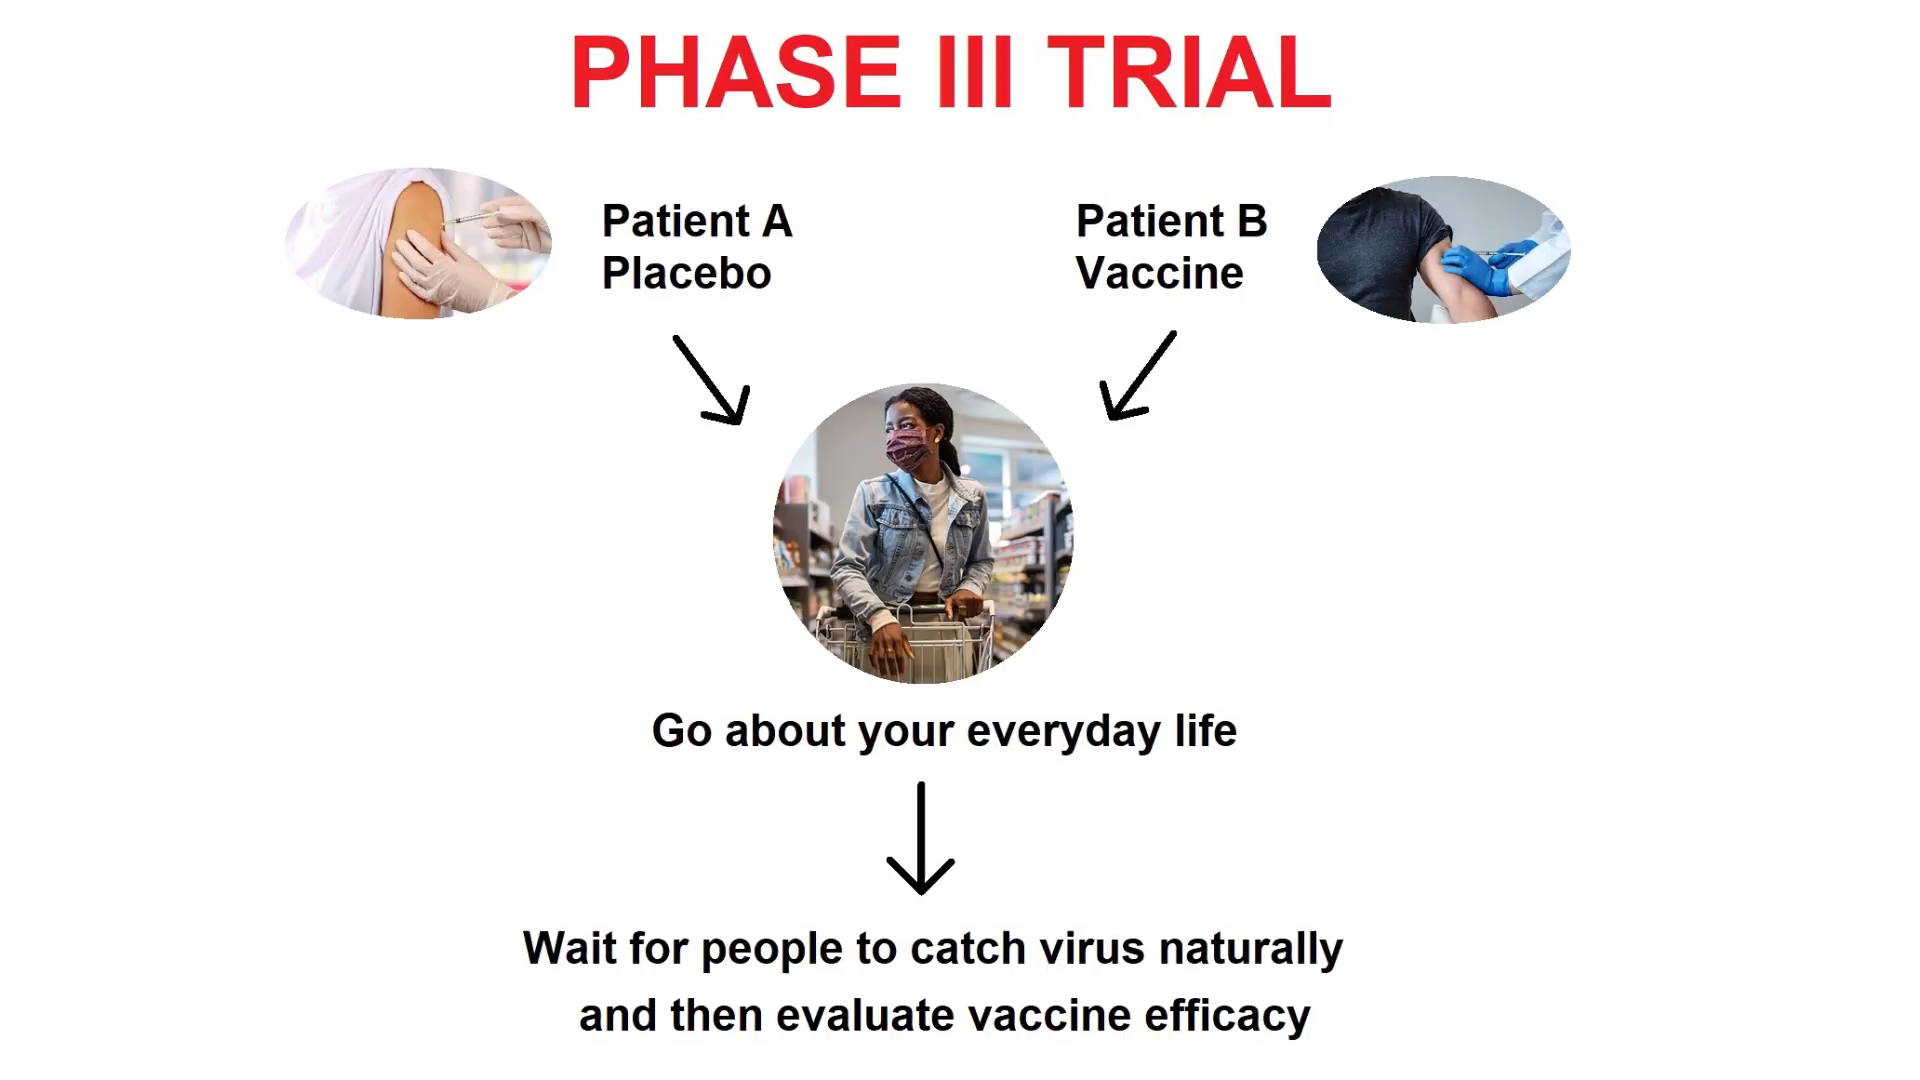 PHASE III TRIAL
Patient A
Placebo
Patient B
Vaccine
Go about your everyday life
Wait for people to catch virus naturally
and then evaluate vaccine efficacy